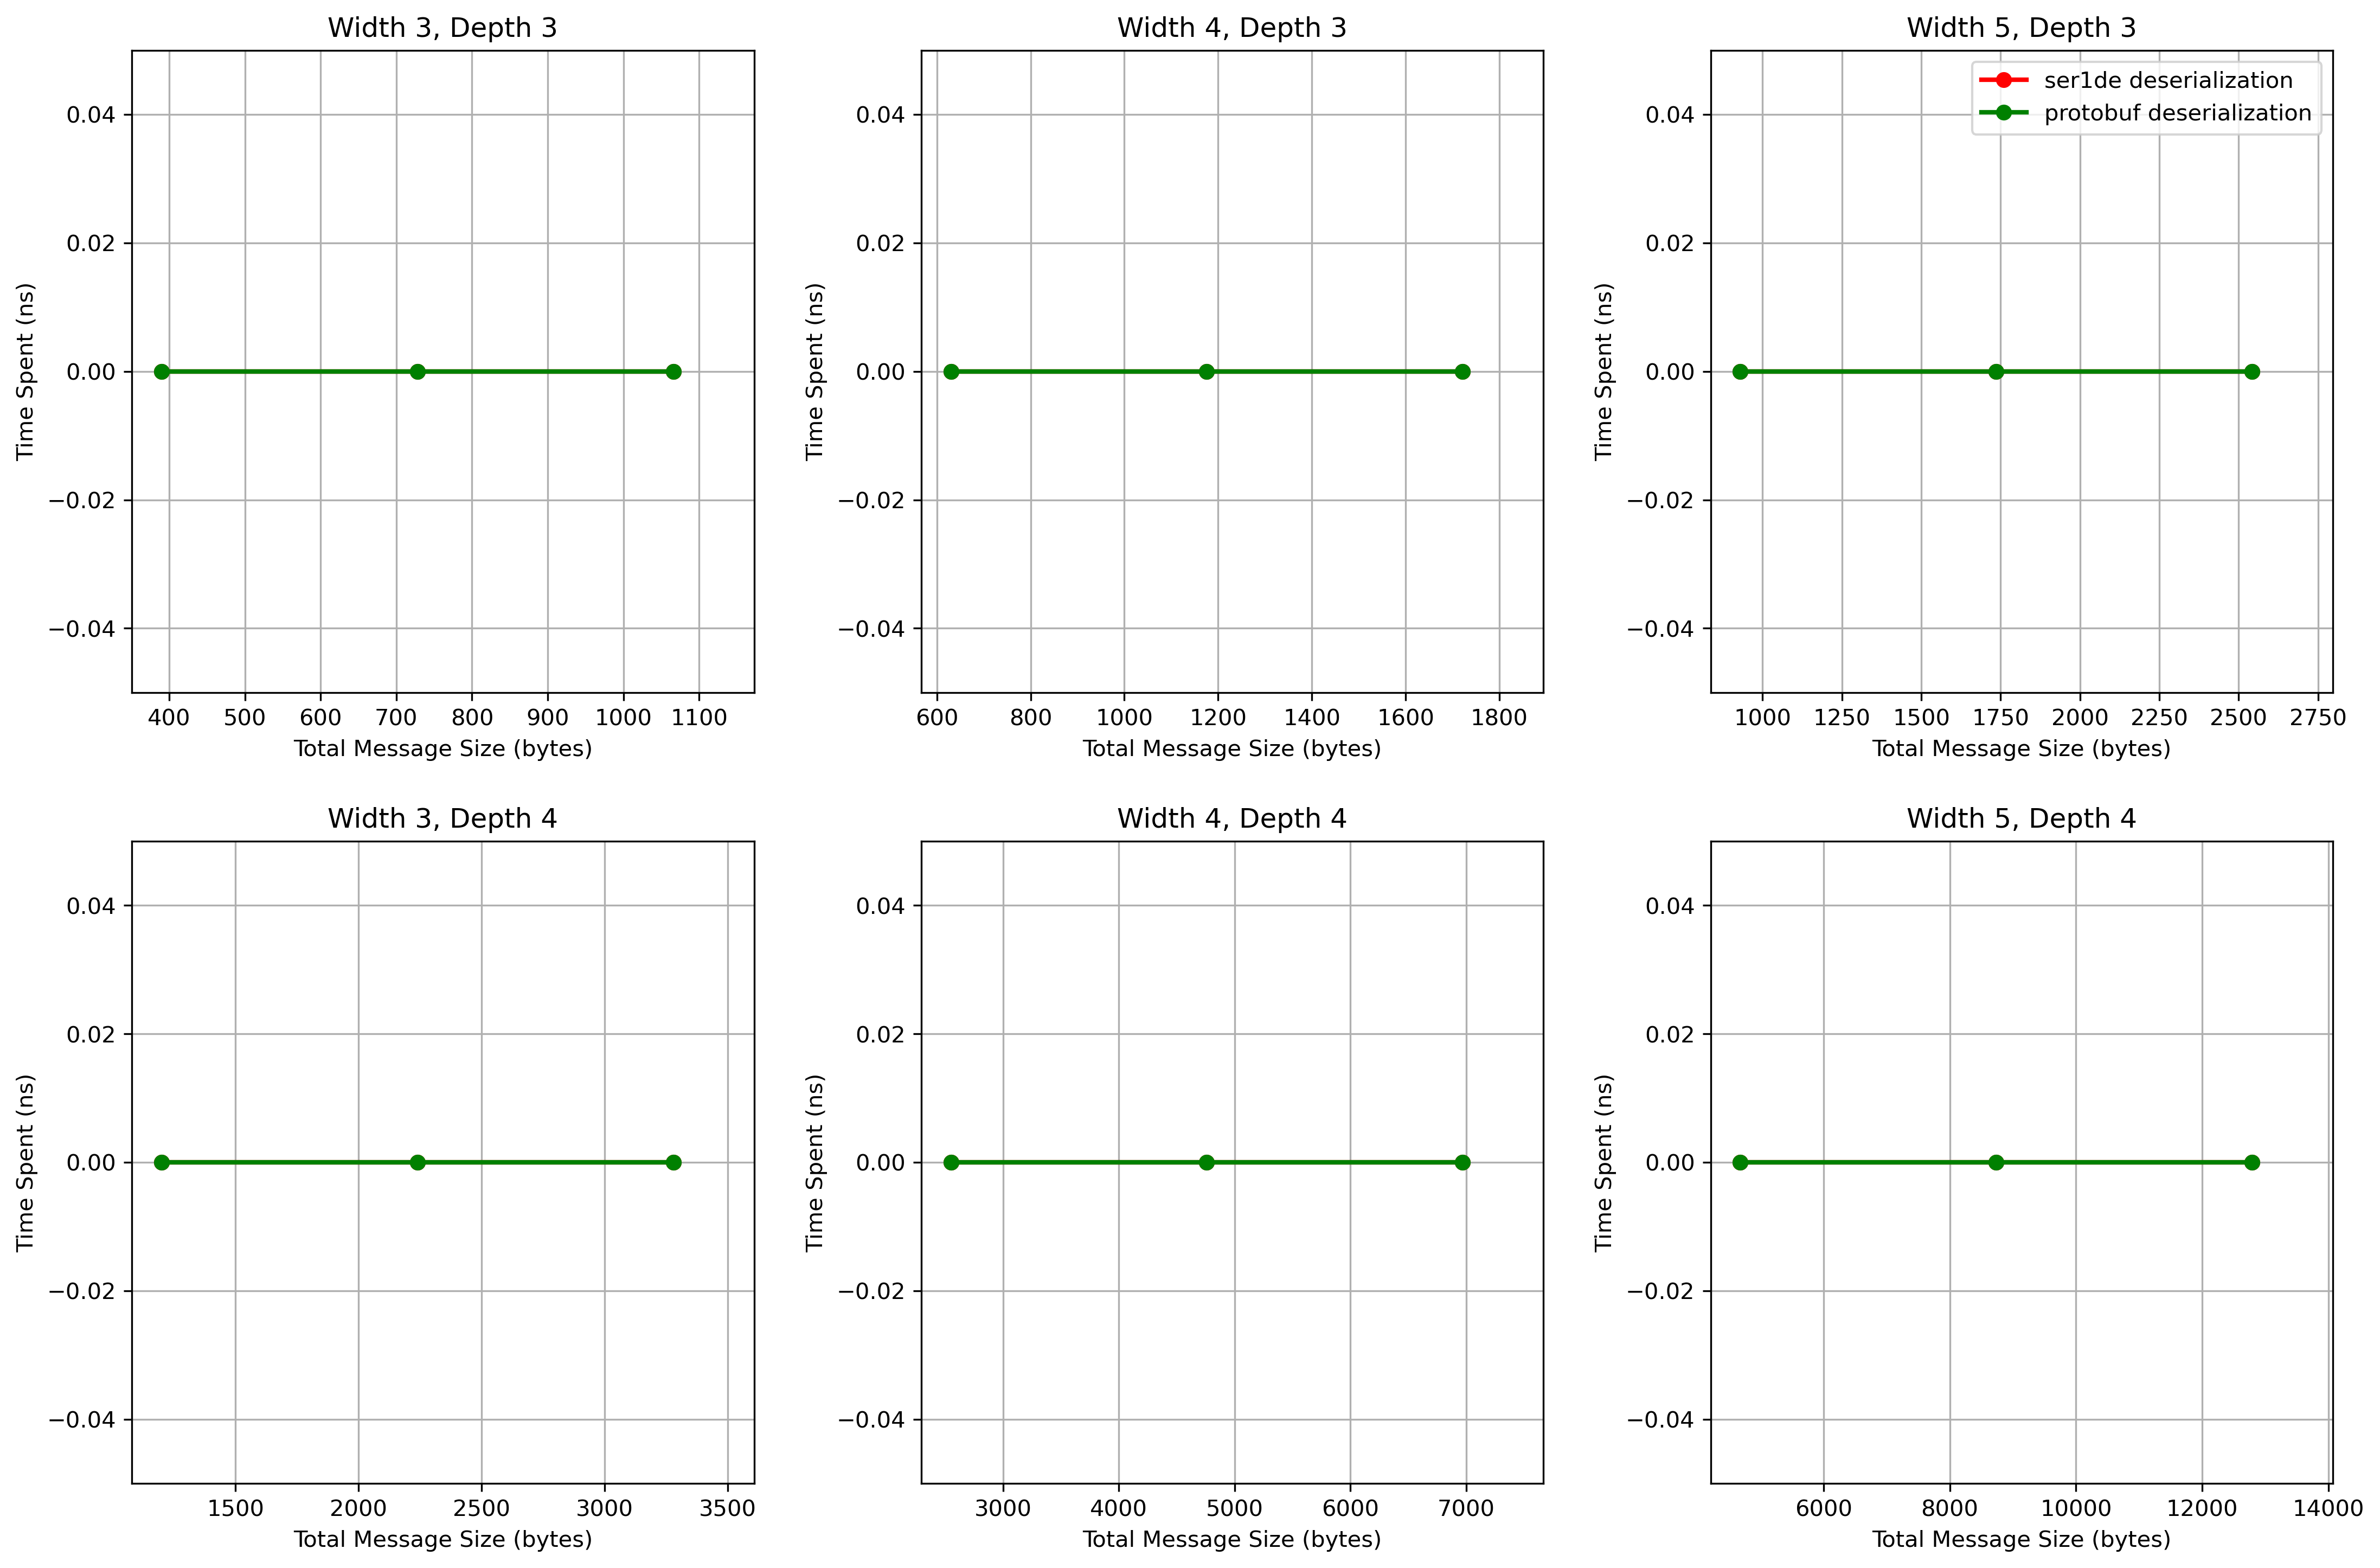 Width 3, Depth 3
Width 4, Depth 3
Width 5, Depth 3
ser1de deserialization
protobuf deserialization
Time Spent (ns)
0.04
0.02
0.00
−0.02
−0.04
400 500 600 700 800 900 1000 1100
Total Message Size (bytes)
Time Spent (ns)
0.04
0.02
0.00
−0.02
−0.04
600 800 1000 1200 1400 1600 1800
Total Message Size (bytes)
Time Spent (ns)
0.04
0.02
0.00
−0.02
−0.04
1000 1250 1500 1750 2000 2250 2500 2750
Total Message Size (bytes)
Width 3, Depth 4
Width 4, Depth 4
Width 5, Depth 4
Time Spent (ns)
0.04
0.02
0.00
−0.02
−0.04
1500 2000 2500 3000 3500
Total Message Size (bytes)
Time Spent (ns)
0.04
0.02
0.00
−0.02
−0.04
3000 4000 5000 6000 7000
Total Message Size (bytes)
Time Spent (ns)
0.04
0.02
0.00
−0.02
−0.04
6000 8000 10000 12000 14000
Total Message Size (bytes)